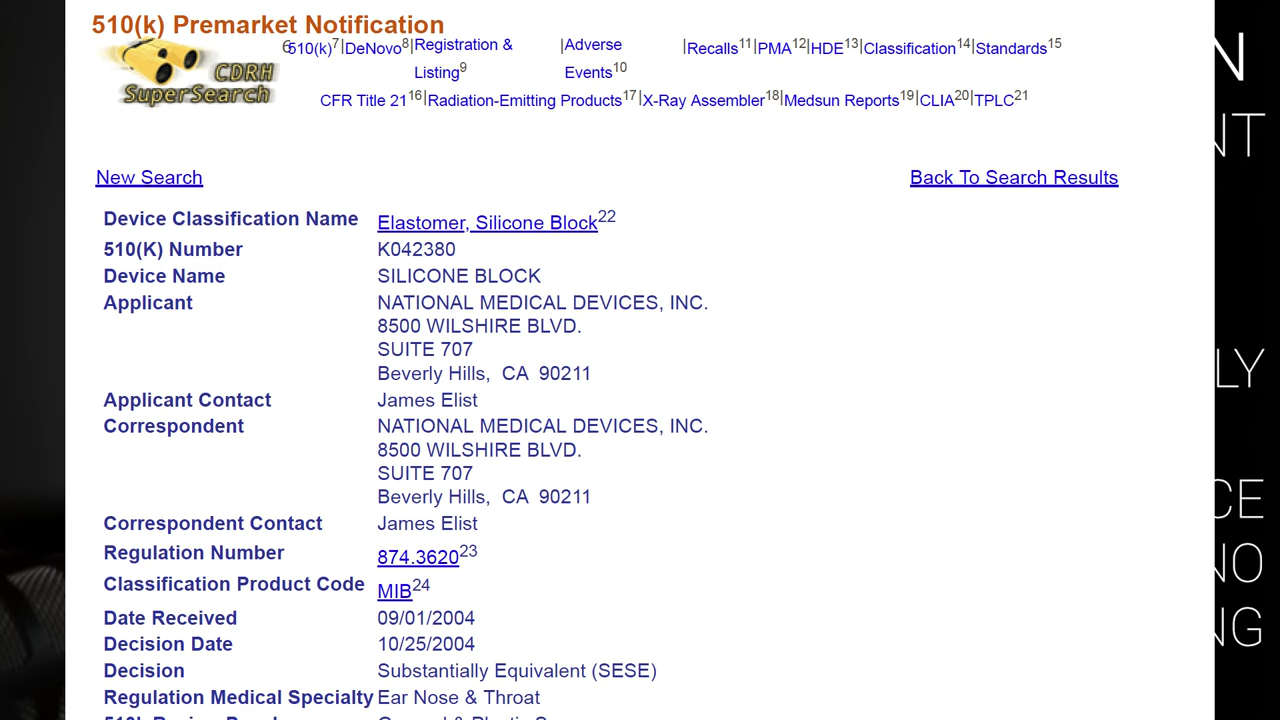 510(k) Premarket Notification
CDRH
SuperSearch
6 510(k)7|DeNovo8|Registration & Listing9 |Adverse Events10 |Recalls11|PMA12|HDE13|Classification14|Standards15
CFR Title 2116|Radiation-Emitting Products17|X-Ray Assembler18|Medsun Reports19|CLIA20|TPLC21
New Search Back To Search Results
Device Classification Name Elastomer, Silicone Block22
510(K) Number K042380
Device Name SILICONE BLOCK
Applicant NATIONAL MEDICAL DEVICES, INC.
8500 WILSHIRE BLVD.
SUITE 707
Beverly Hills, CA 90211
Applicant Contact James Elist
Correspondent NATIONAL MEDICAL DEVICES, INC.
8500 WILSHIRE BLVD.
SUITE 707
Beverly Hills, CA 90211
Correspondent Contact James Elist
Regulation Number 874.362023
Classification Product Code MIB24
Date Received 09/01/2004
Decision Date 10/25/2004
Decision Substantially Equivalent (SESE)
Regulation Medical Specialty Ear Nose & Throat